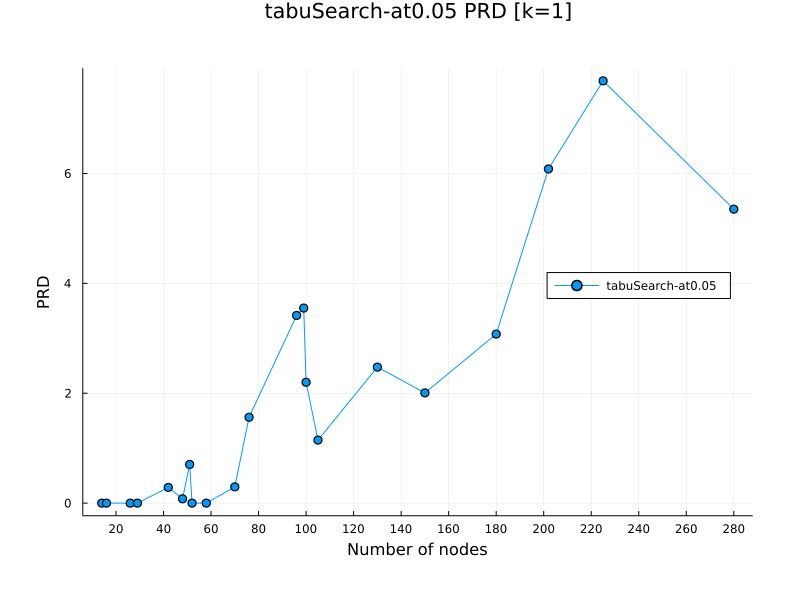 tabuSearch-at0.05 PRD [k=1]
PRD
6
4
2
0
tabuSearch-at0.05
20 40 60 80 100 120 140 160 180 200 220 240 260 280
Number of nodes